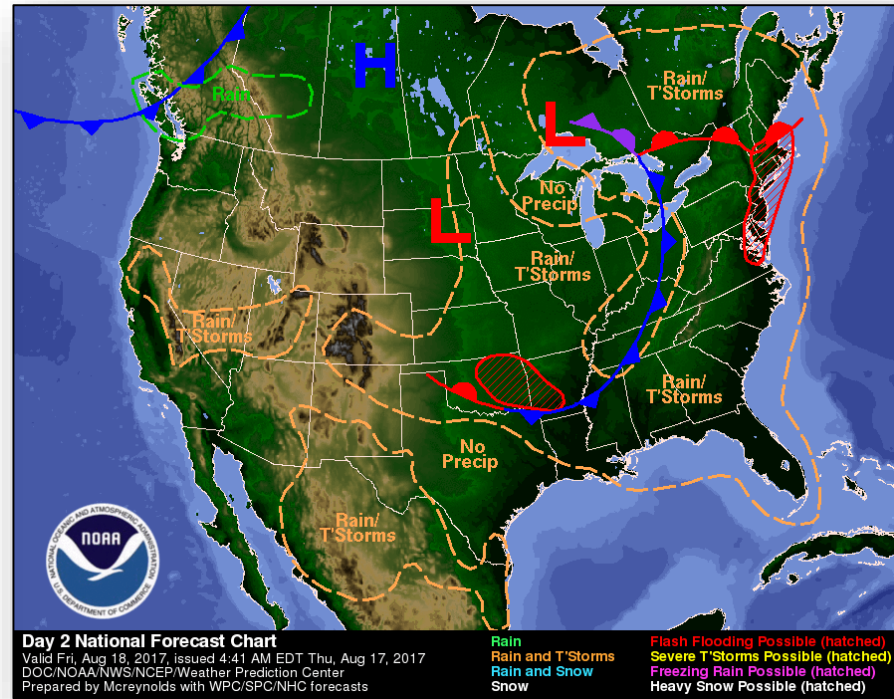 H
Rain
Rain/
T'Storms
L
No
Precip
L
Rain/
T'Storms
Rain/
T'Storms
Rain/
T'Storms
No
Precip
Rain/
T'Storms
NATIONAL OCEANIC AND ATMOSPHERIC ADMINISTRATION
NOAA
U.S. DEPARTMENT OF COMMERCE
Day 2 National Forecast Chart
Valid Fri, Aug 18, 2017, issued 4:41 AM EDT Thu, Aug 17, 2017
DOC/NOAA/NWS/NCEP/Weather Prediction Center
Prepared by Mcreynolds with WPC/SPC/NHC forecasts
Rain
Rain and T'Storms
Rain and Snow
Snow
Flash Flooding Possible (hatched)
Severe T'Storms Possible (hatched)
Freezing Rain Possible (hatched)
Heavy Snow Possible (hatched)